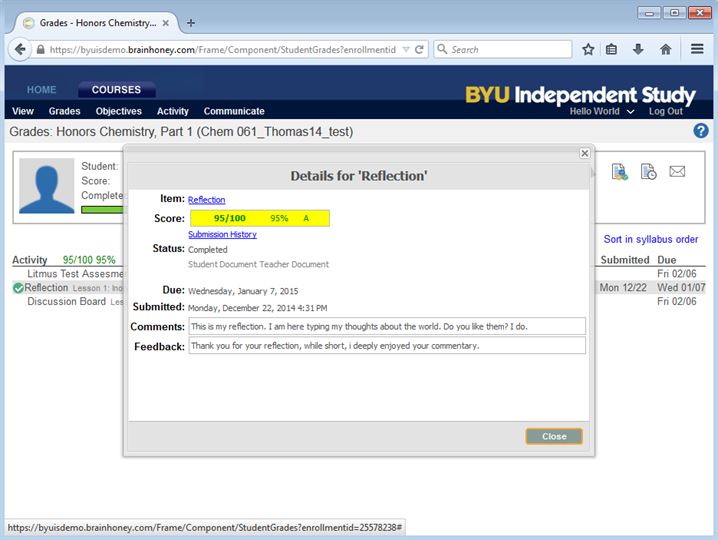 Grades - Honors Chemistry...
https://byuisdemo.brainhoney.com/Frame/Component/StudentGrades?enrollmentid
Search
HOME
COURSES
BYU Independent Study
View Grades Objectives Activity Communicate
Hello World
Log Out
Grades: Honors Chemistry, Part 1 (Chem 061_Thomas14_test)
Student:
Score:
Complete
Sort in syllabus order
Activity 95/100 95%
Submitted Due
Litmus Test Assesme
Fri 02/06
Reflection Lesson 1: Ino
Mon 12/22 Wed 01/07
Discussion Board Les
Fri 02/06
Details for 'Reflection'
Item: Reflection
Score: 95/100 95% A
Submission History
Status: Completed
Student Document Teacher Document
Due: Wednesday, January 7, 2015
Submitted: Monday, December 22, 2014 4:31 PM
Comments: This is my reflection. I am here typing my thoughts about the world. Do you like them? I do.
Feedback: Thank you for your reflection, while short, i deeply enjoyed your commentary.
Close
https://byuisdemo.brainhoney.com/Frame/Component/StudentGrades?enrollmentid=25578238#